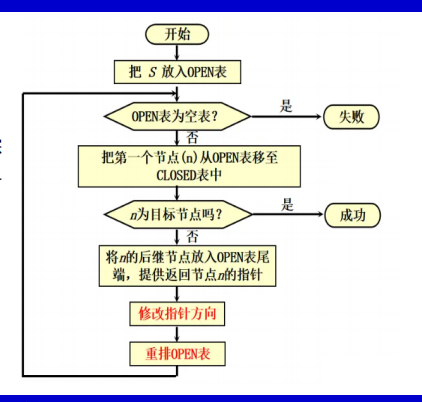 开始
把 S 放入OPEN表
OPEN表为空表?
是
失败
否
把第一个节点(n)从OPEN表移至
CLOSED表中
n为目标节点吗?
是
成功
否
将n的后继节点放入OPEN表尾
端，提供返回节点n的指针
修改指针方向
重排OPEN表